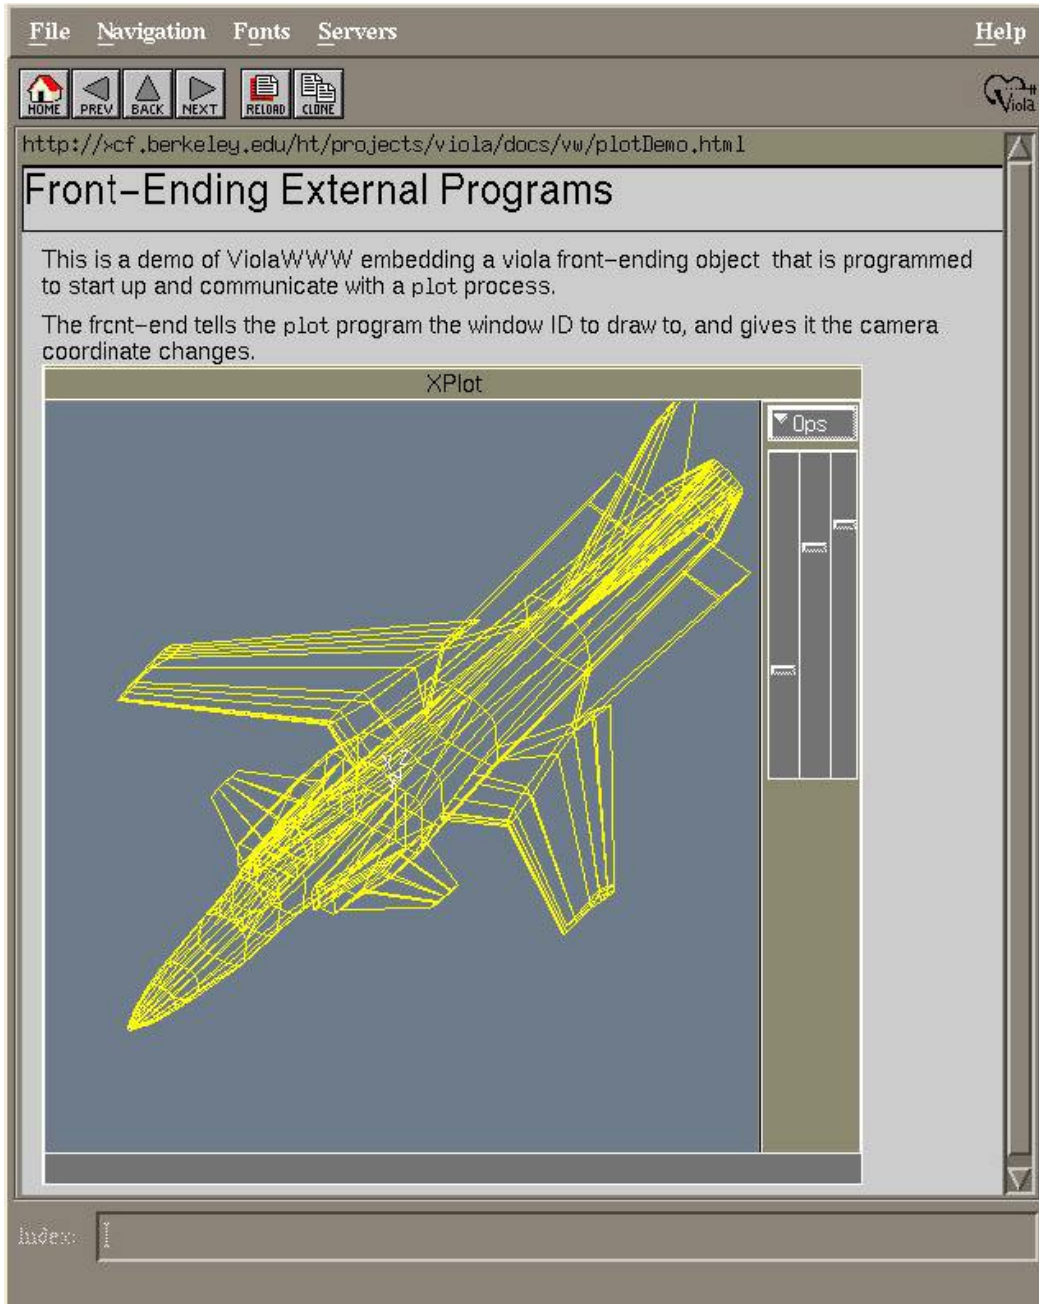 File Navigation Fonts Servers Help
HOME PREV BACK NEXT RELOAD CLONE Viola
http://xcf.berkeley.edu/ht/projects/viola/docs/vw/plotDemo.html
Front-Ending External Programs
This is a demo of ViolaWWW embedding a viola front-ending object that is programmed
to start up and communicate with a plot process.
The front-end tells the plot program the window ID to draw to, and gives it the camera
coordinate changes.
XPlot
Ops
Index: